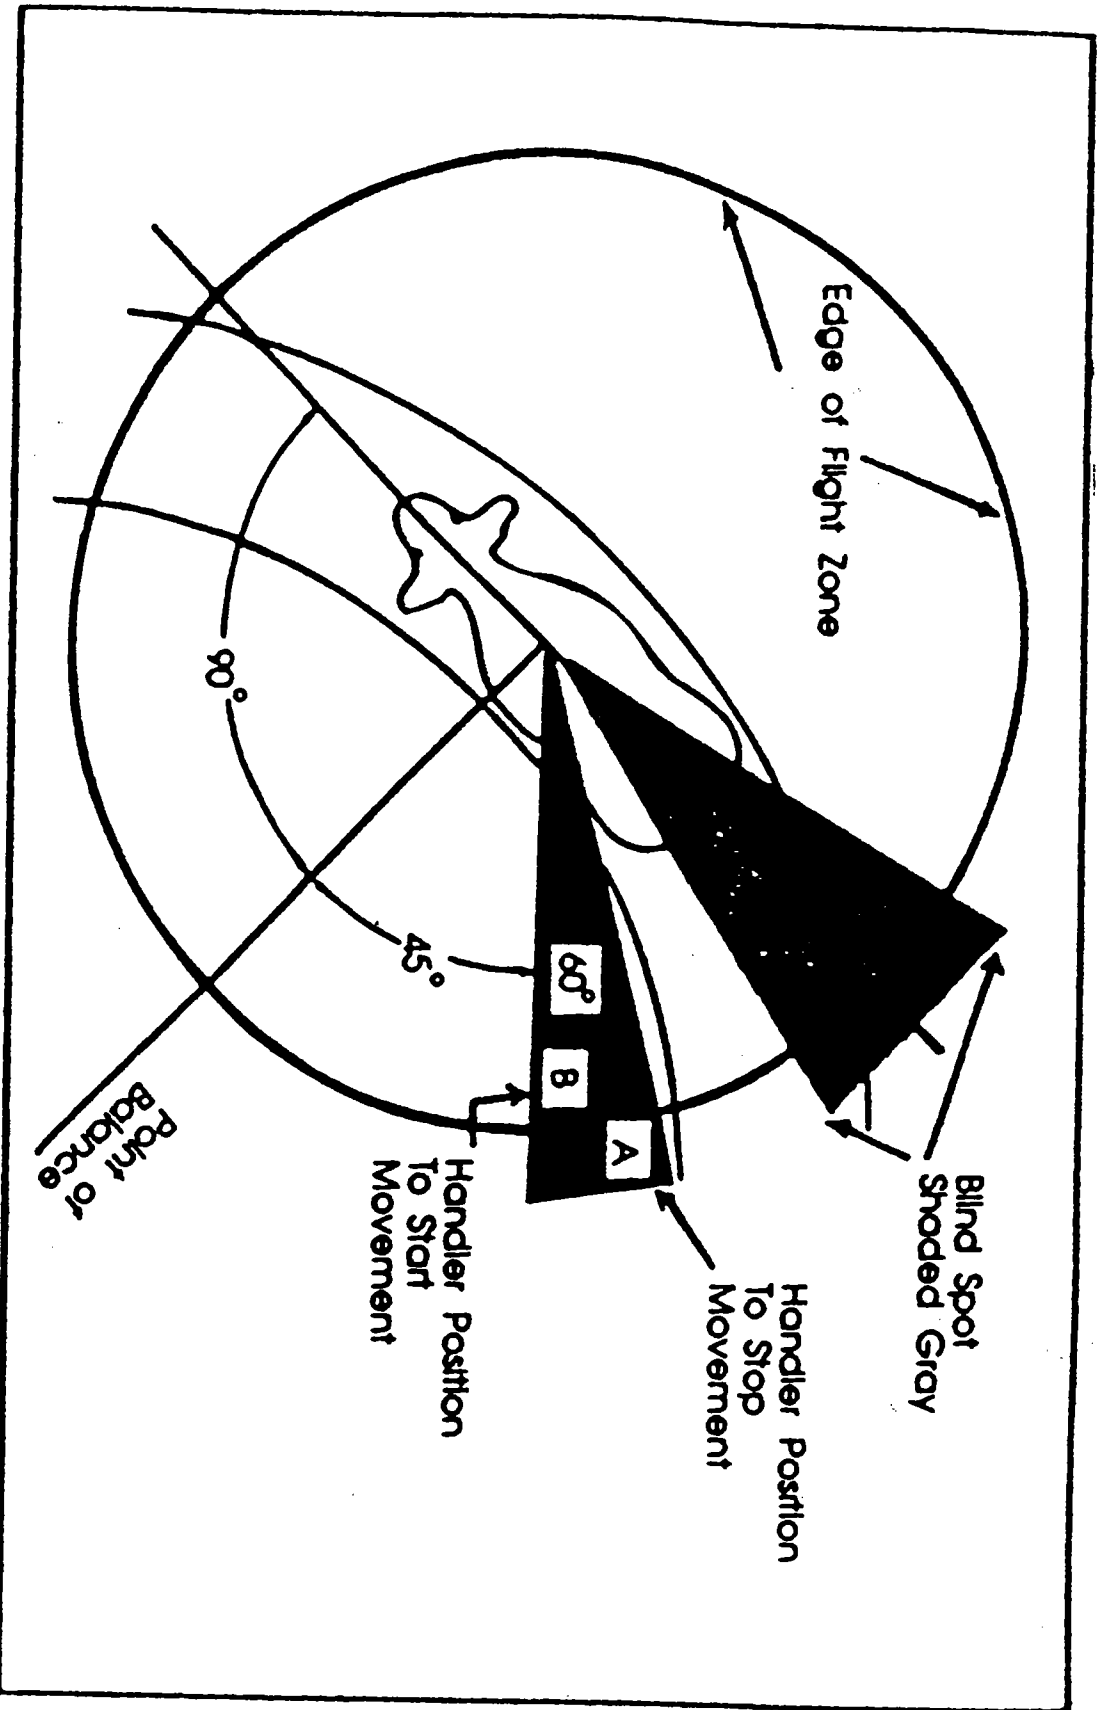 Edge of Flight Zone
Blind Spot
Shaded Gray
Handler Position
To Stop
Movement
A
B
60°
Handler Position
To Start
Movement
45°
90°
Point of
Balance